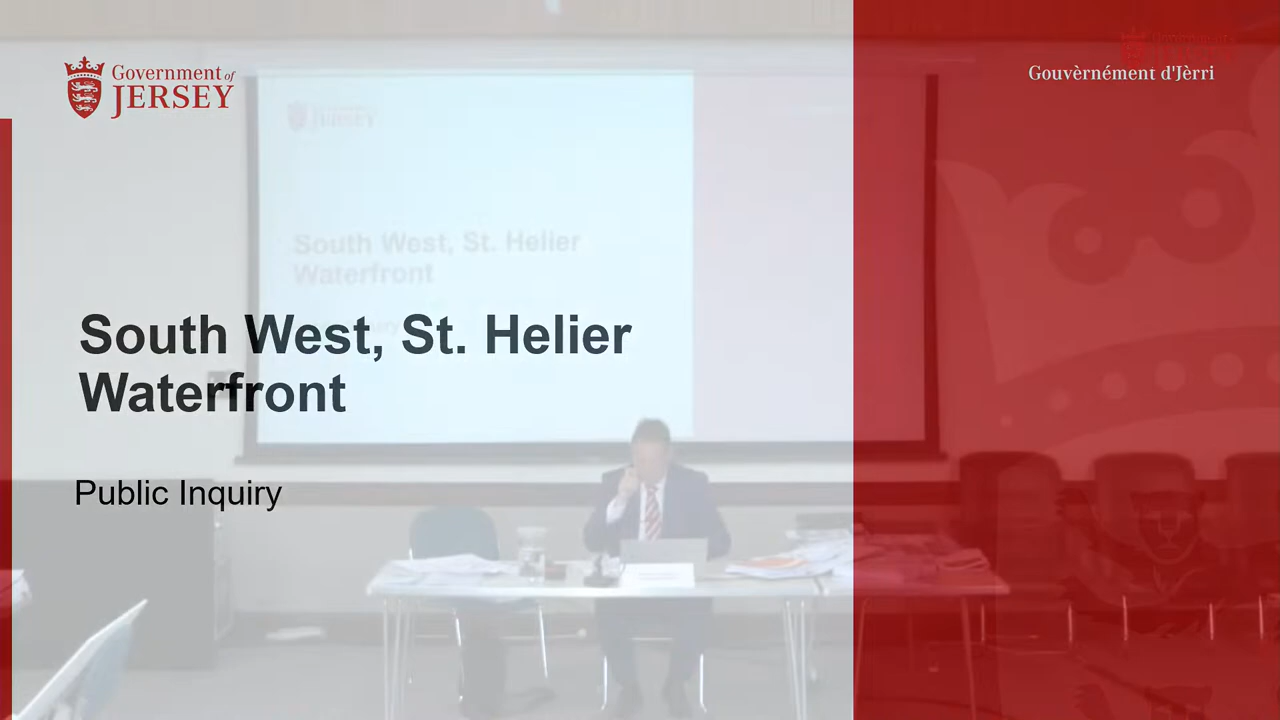 Government of
JERSEY
Gouvèrnément d'Jèrri
South West, St. Helier
Waterfront
South West, St. Helier
Waterfront
Public Inquiry